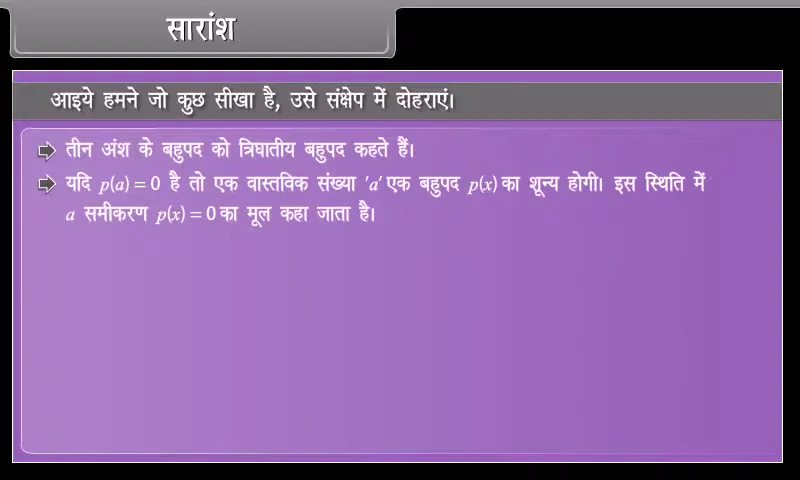 सारांश
आइये हमने जो कुछ सीखा है, उसे संक्षेप में दोहराएं।
तीन अंश के बहुपद को त्रिघातीय बहुपद कहते हैं।
यदि p(a) = 0 है तो एक वास्तविक संख्या 'a' एक बहुपद p(x) का शून्य होगी। इस स्थिति में
a समीकरण p(x) = 0 का मूल कहा जाता है।